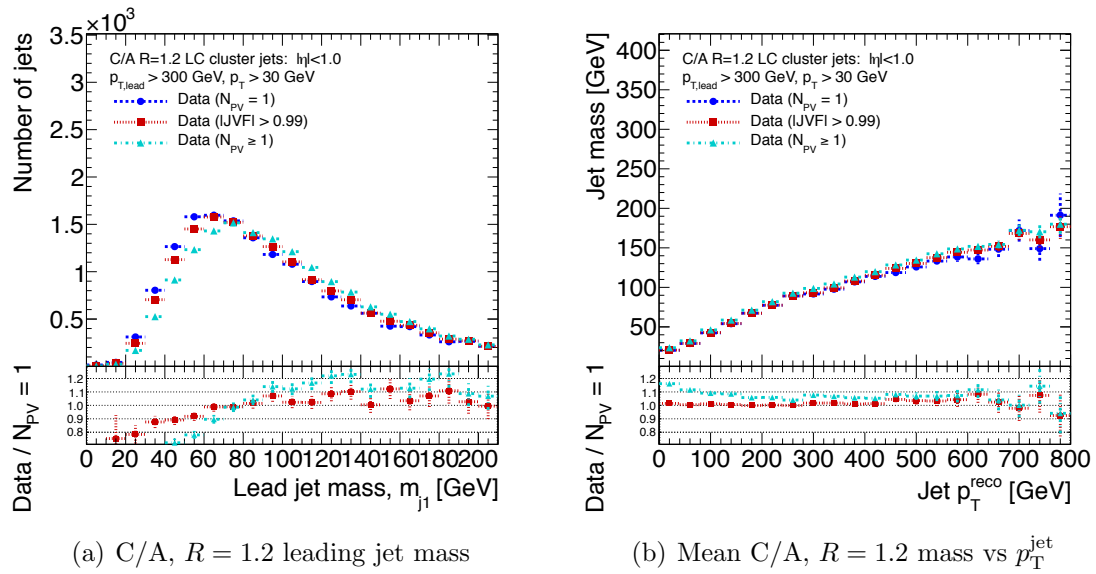 ×10³
3.5
3
2.5
2
1.5
1
0.5
Number of jets
C/A R=1.2 LC cluster jets: |η|<1.0
p_T,lead > 300 GeV, p_T > 30 GeV
Data (N_PV = 1)
Data (|JVF| > 0.99)
Data (N_PV ≥ 1)
Data / N_PV = 1
1.2
1.1
1.0
0.9
0.8
0 20 40 60 80 100 120 140 160 180 200
Lead jet mass, m_j1 [GeV]
(a) C/A, R = 1.2 leading jet mass
Jet mass [GeV]
400
350
300
250
200
150
100
50
C/A R=1.2 LC cluster jets: |η|<1.0
p_T,lead > 300 GeV, p_T > 30 GeV
Data (N_PV = 1)
Data (|JVF| > 0.99)
Data (N_PV ≥ 1)
Data / N_PV = 1
1.2
1.1
1.0
0.9
0.8
0 100 200 300 400 500 600 700 800
Jet p_T^reco [GeV]
(b) Mean C/A, R = 1.2 mass vs p_T^jet